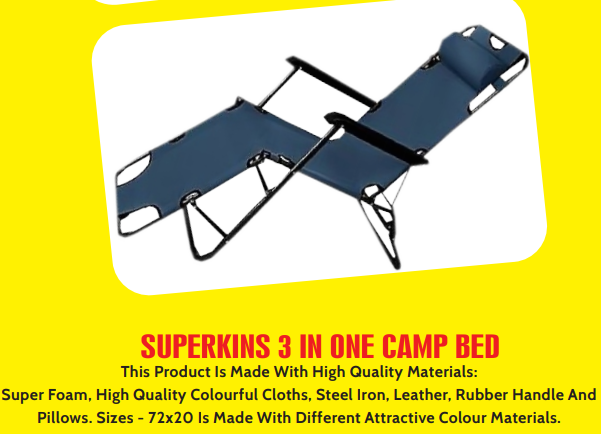 SUPERKINS 3 IN ONE CAMP BED
This Product Is Made With High Quality Materials:
Super Foam, High Quality Colourful Cloths, Steel Iron, Leather, Rubber Handle And
Pillows. Sizes - 72x20 Is Made With Different Attractive Colour Materials.